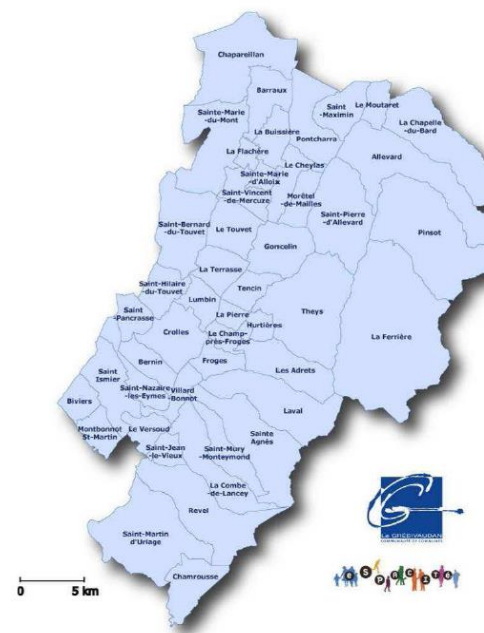 Chapareillan
Barraux
Sainte-Marie
-du-Mont
Saint
Maximin
Le Moutaret
La Chapelle
-du-Bard
La Buissière
Pontcharra
La Flachère
Allevard
Le Cheylas
Sainte-Marie
-d'Alloix
Saint-Vincent
-de-Mercuze
Morêtel
-de-Mailles
Saint-Pierre
-d'Allevard
Saint-Bernard
-du-Touvet
Le Touvet
Pinsot
Goncelin
La Terrasse
Saint-Hilaire
-du-Touvet
Tencin
Theys
Lumbin
Saint
-Pancrasse
La Pierre
Hurtières
Crolles
Le Champ-
près-Froges
La Ferrière
Bernin
Froges
Les Adrets
Saint
Ismier
Saint-Nazaire
-les-Eymes
Villard
-Bonnot
Biviers
Laval
Montbonnot
St-Martin
Le Versoud
Sainte
Agnès
Saint-Jean
-le-Vieux
Saint-Mury
-Monteymond
La Combe
-de-Lancey
Revel
Saint-Martin
d'Uriage
Chamrousse
0 5 km
Le GRÉSIVAUDAN
COMMUNAUTÉ DE COMMUNES